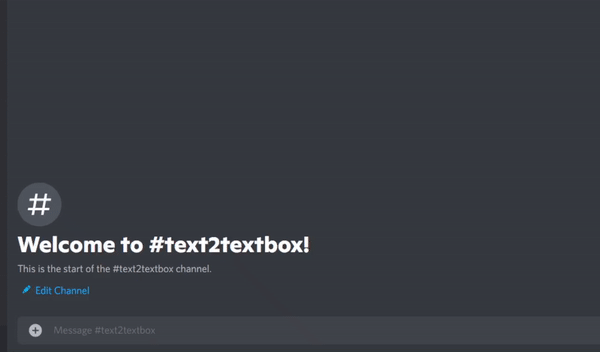 #
Welcome to #text2textbox!
This is the start of the #text2textbox channel.
Edit Channel
Message #text2textbox